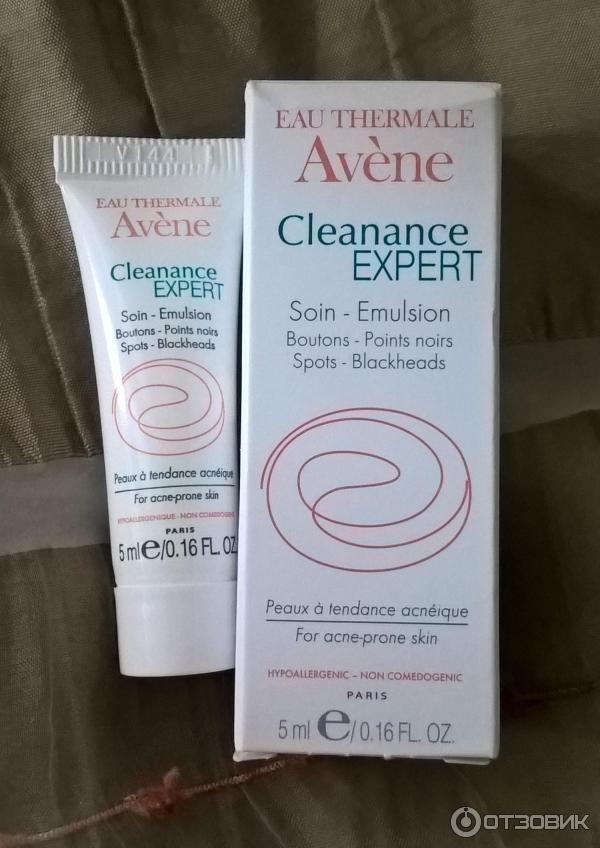 V144
EAU THERMALE
Avène
Cleanance
EXPERT
Soin - Emulsion
Boutons - Points noirs
Spots - Blackheads
Peaux à tendance acnéique
For acne-prone skin
HYPOALLERGENIQUE - NON COMEDOGENE
PARIS
5 ml e/0.16 FL. OZ.
EAU THERMALE
Avène
Cleanance
EXPERT
Soin - Emulsion
Boutons - Points noirs
Spots - Blackheads
Peaux à tendance acnéique
For acne-prone skin
HYPOALLERGENIC - NON COMEDOGENIC
PARIS
5 ml e/0.16 FL. OZ.
ОТЗОВИК